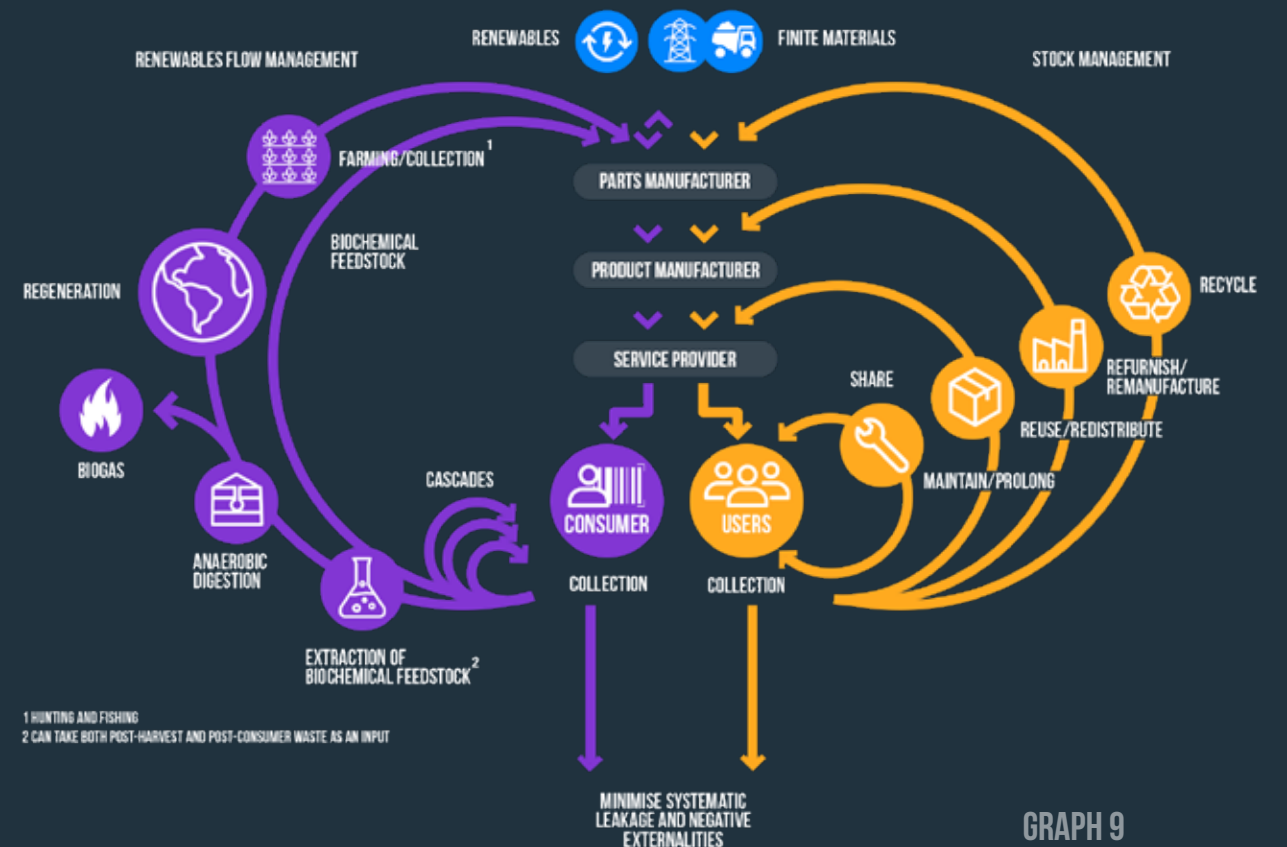 RENEWABLES
FINITE MATERIALS
RENEWABLES FLOW MANAGEMENT
STOCK MANAGEMENT
FARMING/COLLECTION 1
PARTS MANUFACTURER
BIOCHEMICAL
FEEDSTOCK
PRODUCT MANUFACTURER
REGENERATION
RECYCLE
SERVICE PROVIDER
SHARE
REFURNISH/
REMANUFACTURE
REUSE/REDISTRIBUTE
BIOGAS
CASCADES
MAINTAIN/PROLONG
CONSUMER
USERS
ANAEROBIC
DIGESTION
COLLECTION
COLLECTION
EXTRACTION OF
BIOCHEMICAL FEEDSTOCK 2
1 HUNTING AND FISHING
2 CAN TAKE BOTH POST-HARVEST AND POST-CONSUMER WASTE AS AN INPUT
MINIMISE SYSTEMATIC
LEAKAGE AND NEGATIVE
EXTERNALITIES
GRAPH 9